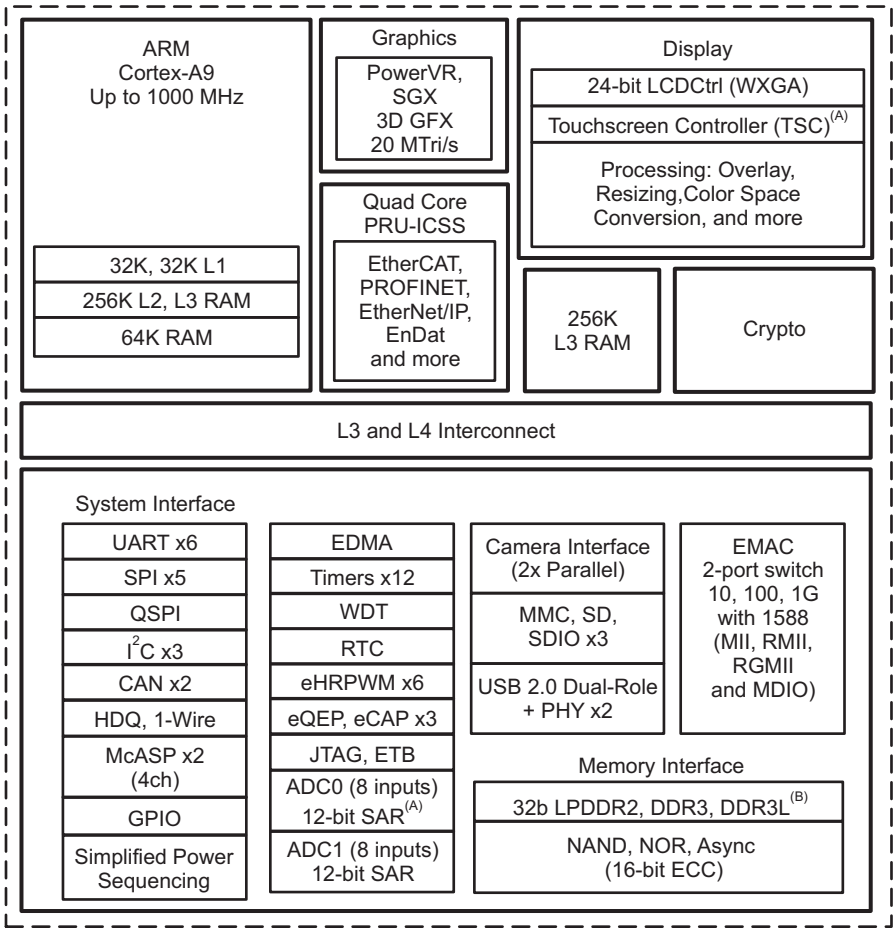 ARM
Cortex-A9
Up to 1000 MHz
32K, 32K L1
256K L2, L3 RAM
64K RAM
Graphics
PowerVR,
SGX
3D GFX
20 MTri/s
Quad Core
PRU-ICSS
EtherCAT,
PROFINET,
EtherNet/IP,
EnDat
and more
Display
24-bit LCDCtrl (WXGA)
Touchscreen Controller (TSC)(A)
Processing: Overlay,
Resizing,Color Space
Conversion, and more
256K
L3 RAM
Crypto
L3 and L4 Interconnect
System Interface
UART x6
SPI x5
QSPI
I2C x3
CAN x2
HDQ, 1-Wire
McASP x2
(4ch)
GPIO
Simplified Power
Sequencing
EDMA
Timers x12
WDT
RTC
eHRPWM x6
eQEP, eCAP x3
JTAG, ETB
ADC0 (8 inputs)
12-bit SAR(A)
ADC1 (8 inputs)
12-bit SAR
Camera Interface
(2x Parallel)
MMC, SD,
SDIO x3
USB 2.0 Dual-Role
+ PHY x2
EMAC
2-port switch
10, 100, 1G
with 1588
(MII, RMII,
RGMII
and MDIO)
Memory Interface
32b LPDDR2, DDR3, DDR3L(B)
NAND, NOR, Async
(16-bit ECC)